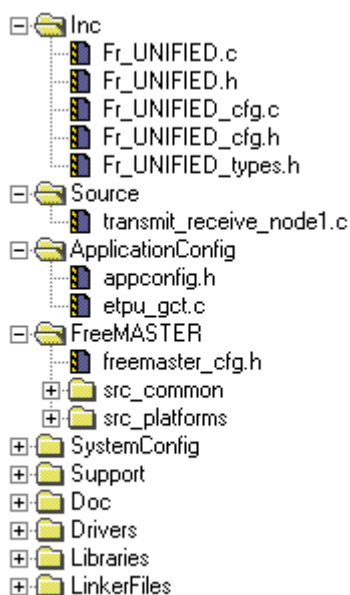 Inc
Fr_UNIFIED.c
Fr_UNIFIED.h
Fr_UNIFIED_cfg.c
Fr_UNIFIED_cfg.h
Fr_UNIFIED_types.h
Source
transmit_receive_node1.c
ApplicationConfig
appconfig.h
etpu_gct.c
FreeMASTER
freemaster_cfg.h
src_common
src_platforms
SystemConfig
Support
Doc
Drivers
Libraries
LinkerFiles